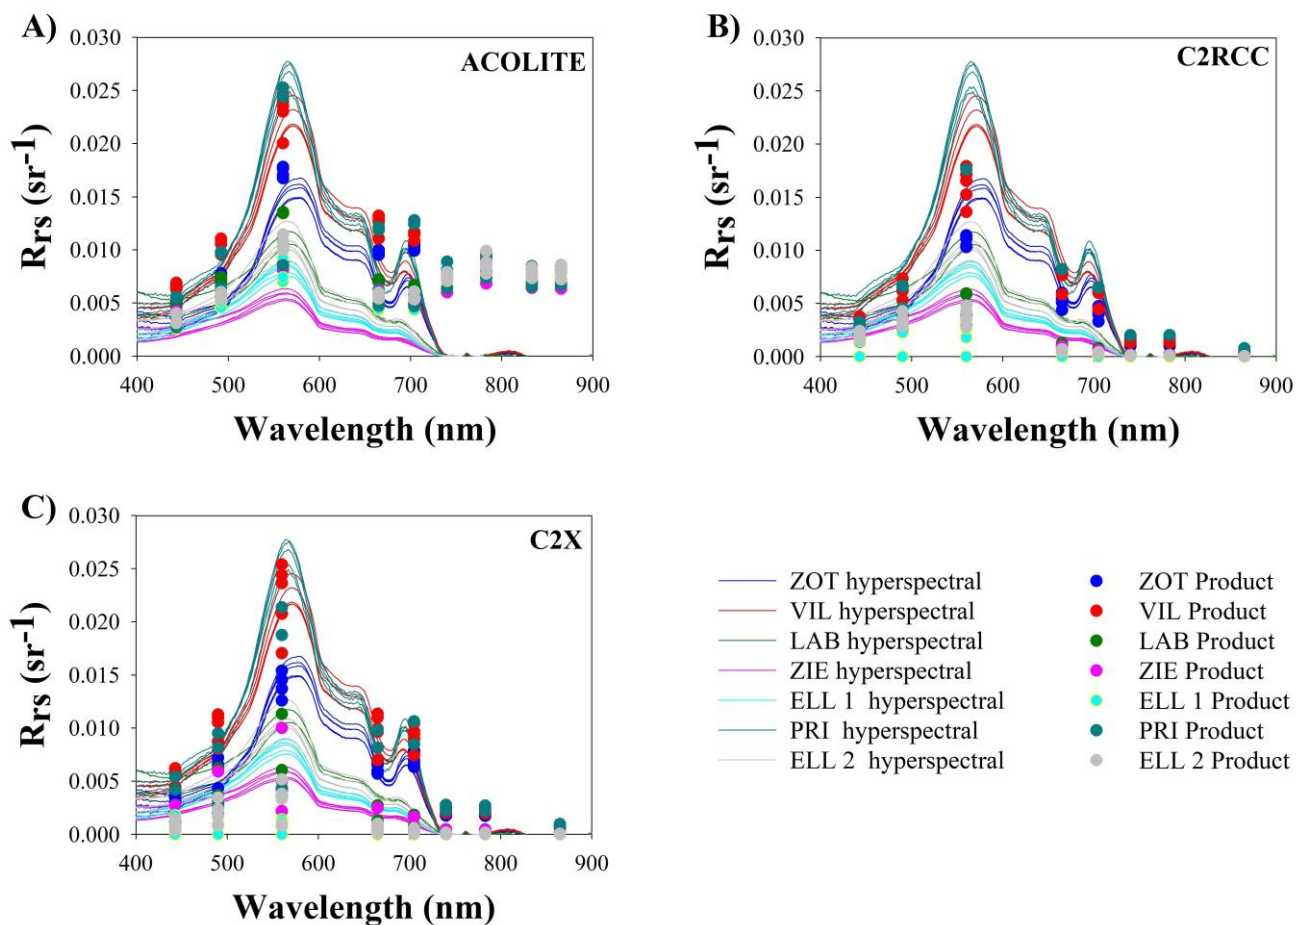 A)
ACOLITE
0.030
0.025
0.020
0.015
0.010
0.005
0.000
Rrs (sr-1)
400 500 600 700 800 900
Wavelength (nm)
B)
C2RCC
0.030
0.025
0.020
0.015
0.010
0.005
0.000
Rrs (sr-1)
400 500 600 700 800 900
Wavelength (nm)
C)
C2X
0.030
0.025
0.020
0.015
0.010
0.005
0.000
Rrs (sr-1)
400 500 600 700 800 900
Wavelength (nm)
ZOT hyperspectral ZOT Product
VIL hyperspectral VIL Product
LAB hyperspectral LAB Product
ZIE hyperspectral ZIE Product
ELL 1 hyperspectral ELL 1 Product
PRI hyperspectral PRI Product
ELL 2 hyperspectral ELL 2 Product